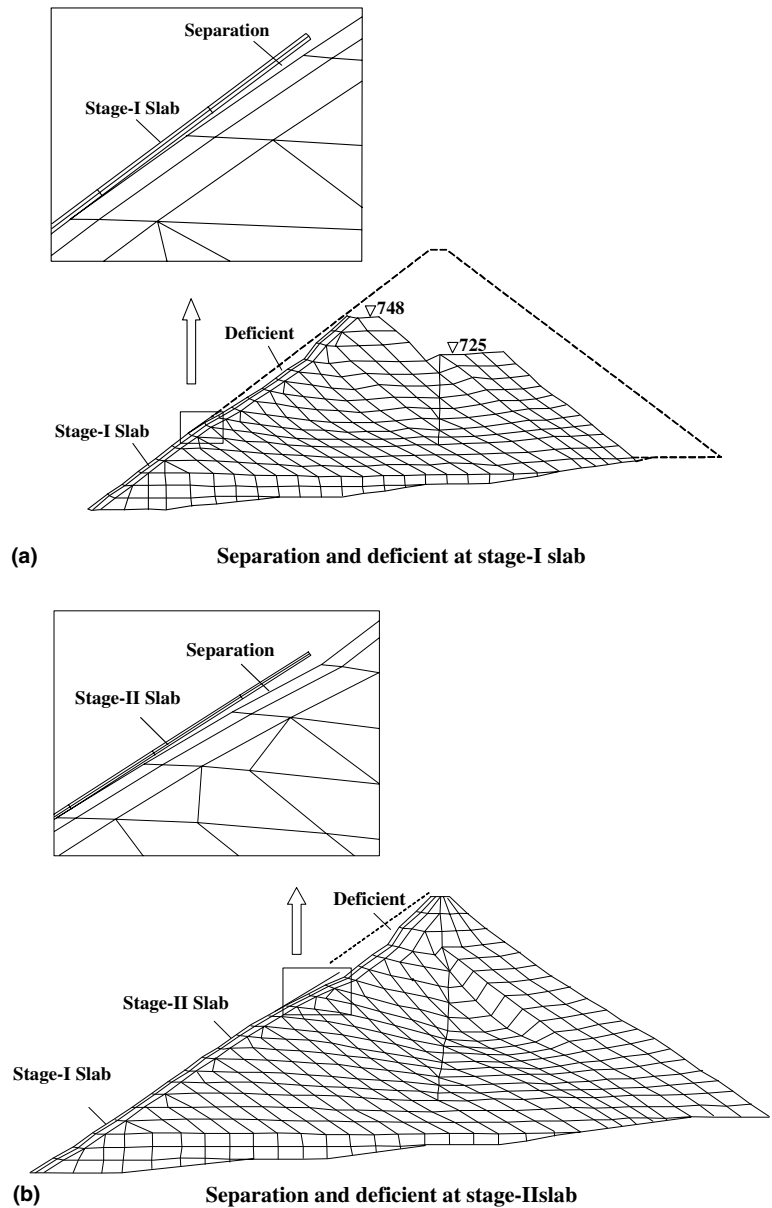 Separation
Stage-I Slab
▽748
Deficient
▽725
Stage-I Slab
(a) Separation and deficient at stage-I slab
Separation
Stage-II Slab
Deficient
Stage-II Slab
Stage-I Slab
(b) Separation and deficient at stage-IIslab